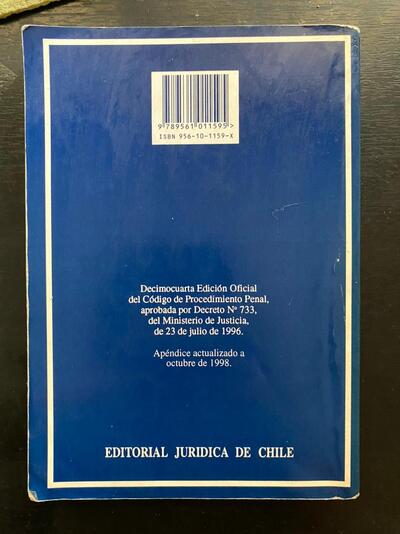 9 789561 011595 >
ISBN 956-10-1159-X
Decimocuarta Edición Oficial
del Código de Procedimiento Penal,
aprobada por Decreto Nº 733,
del Ministerio de Justicia,
de 23 de julio de 1996.
Apéndice actualizado a
octubre de 1998.
EDITORIAL JURIDICA DE CHILE